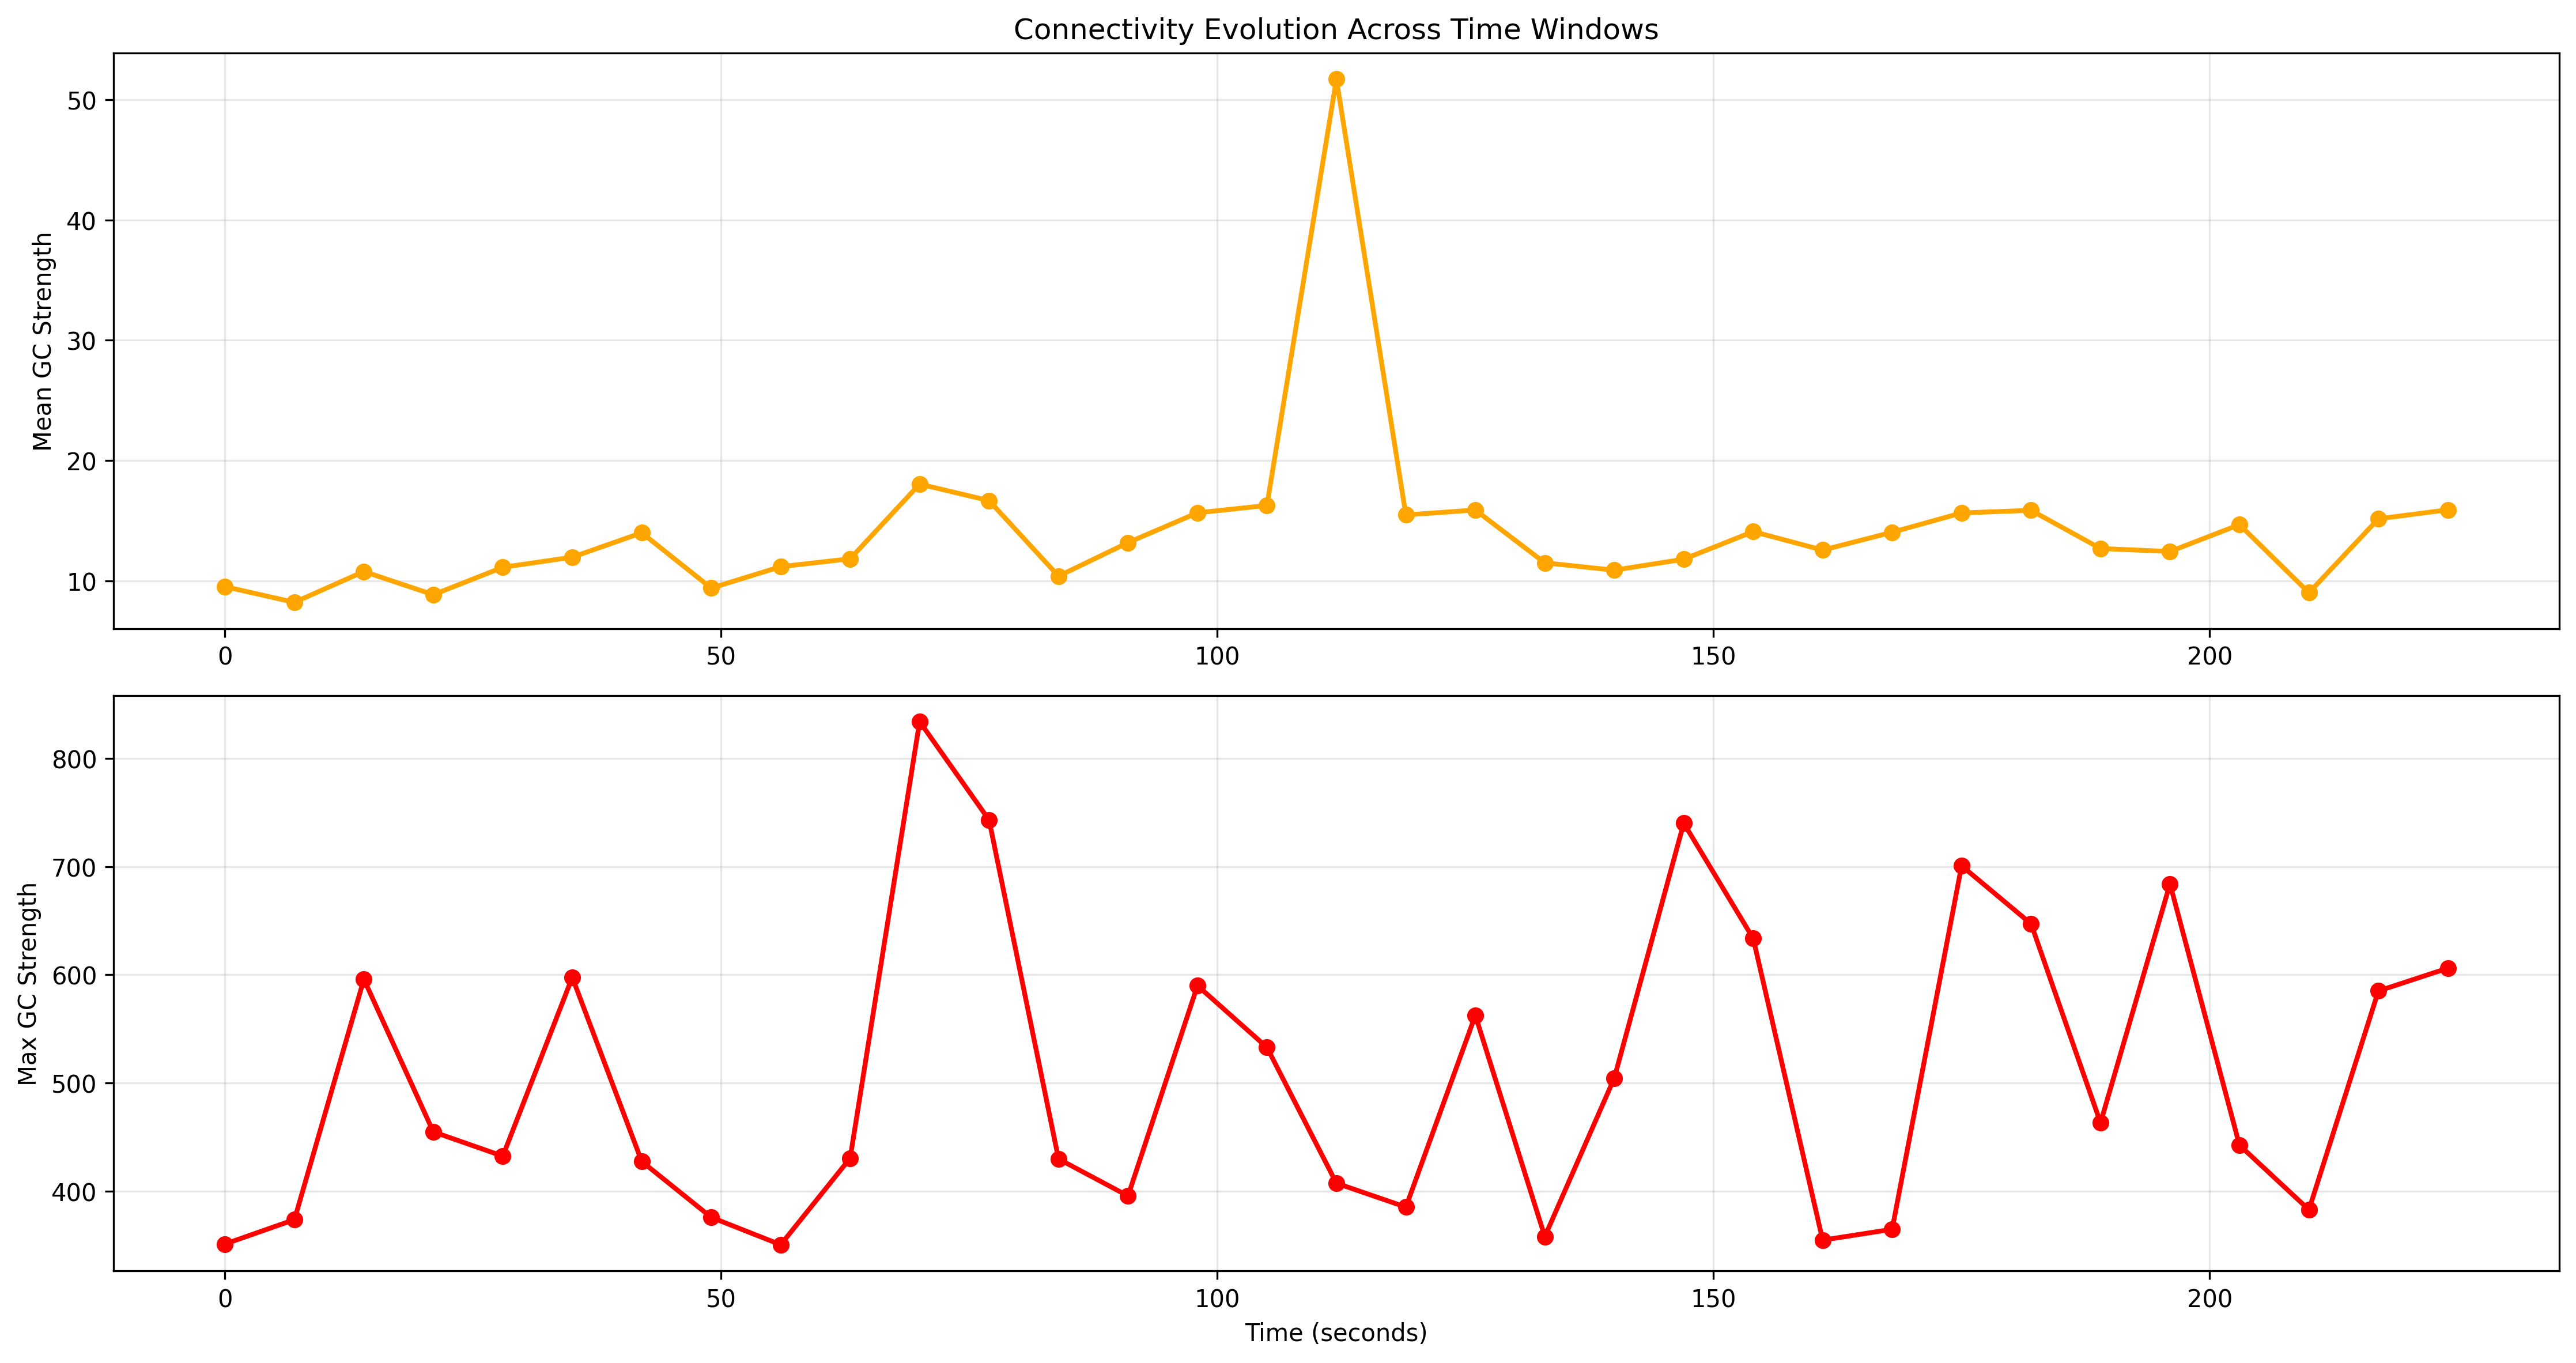 Connectivity Evolution Across Time Windows
Mean GC Strength
50
40
30
20
10
0 50 100 150 200
Max GC Strength
800
700
600
500
400
0 50 100 150 200
Time (seconds)